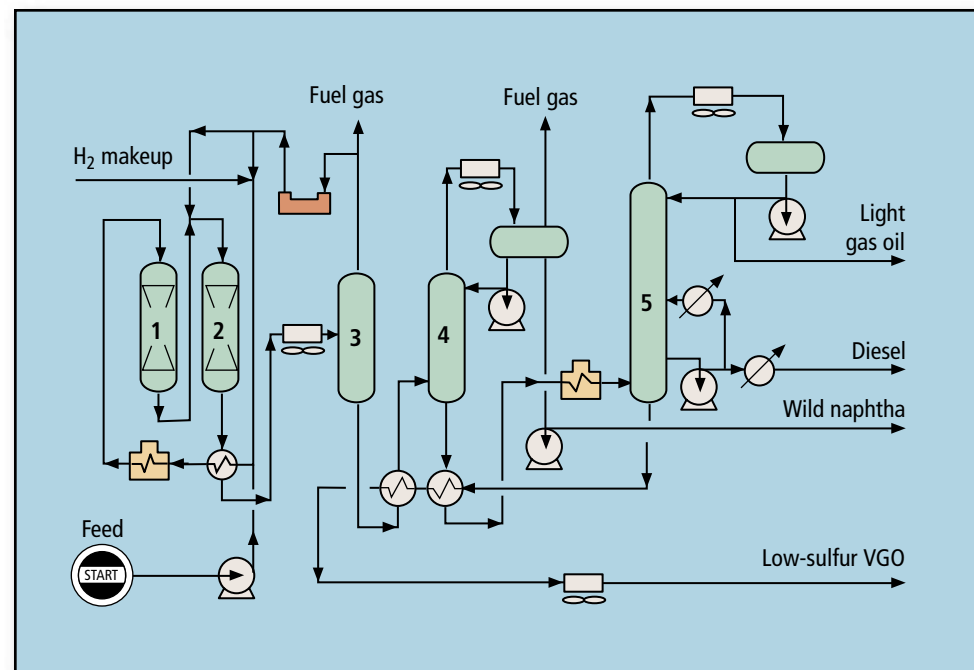 Fuel gas
Fuel gas
H₂ makeup
Light
gas oil
1
2
3
4
5
Diesel
Wild naphtha
Feed
START
Low-sulfur VGO